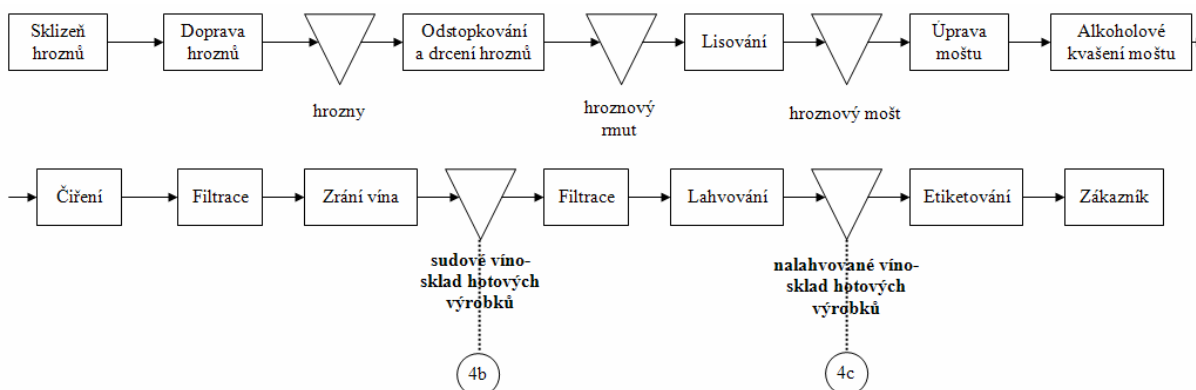 Sklizeň
hroznů
Doprava
hroznů
Odstopkování
a drcení hroznů
Lisování
Úprava
moštu
Alkoholové
kvašení moštu
hrozny
hroznový
rmut
hroznový mošt
Čiření
Filtrace
Zrání vína
Filtrace
Lahvování
Etiketování
Zákazník
sudové víno-
sklad hotových
výrobků
nalahvované víno-
sklad hotových
výrobků
4b
4c